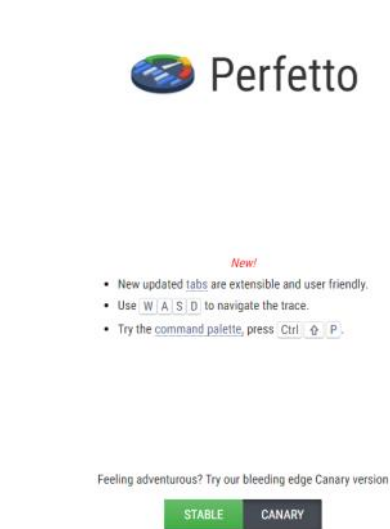 Perfetto
New!
• New updated tabs are extensible and user friendly.
• Use W A S D to navigate the trace.
• Try the command palette, press Ctrl ⇧ P.
Feeling adventurous? Try our bleeding edge Canary version
STABLE CANARY